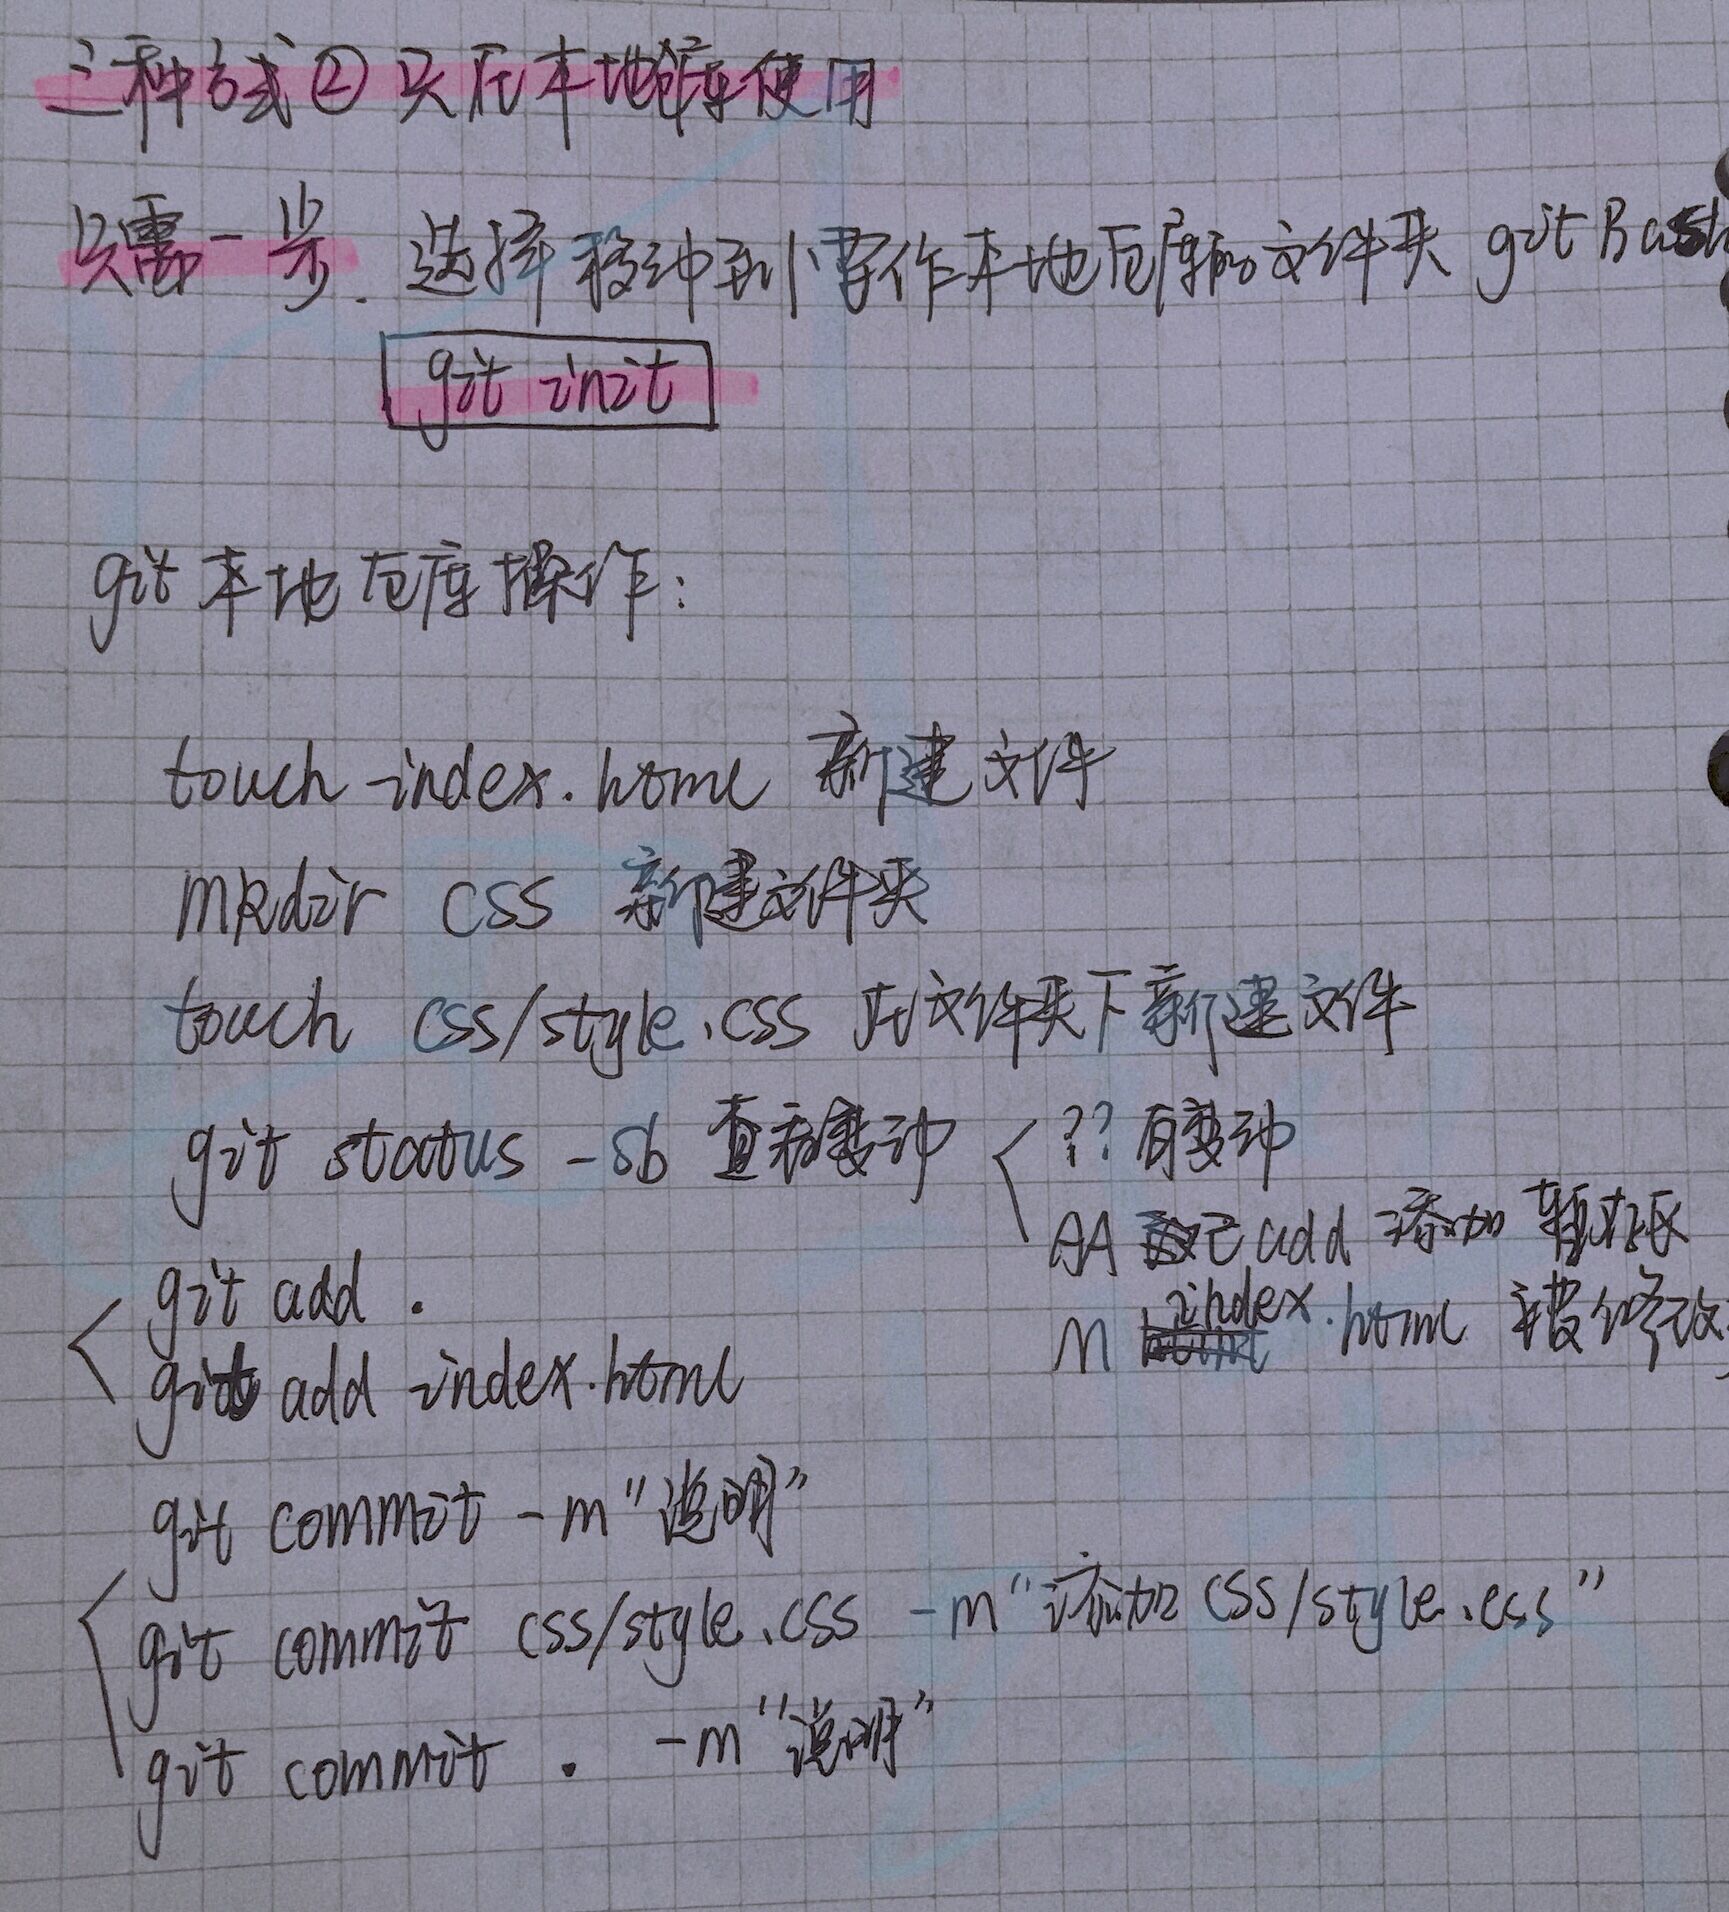 三种方式② 只在本地库使用
只需一步. 选择移动到需作本地仓库的文件夹 git Bash
git init
git 本地仓库操作:
touch index.html 新建文件
mkdir css 新建文件夹
touch css/style.css 在文件夹下新建文件
git status -sb 查看变动
?? 有变动
AA 已add 添加 暂存区
M index.html 被修改
git add .
git add index.html
git commit -m "说明"
git commit css/style.css -m "添加 css/style.css"
git commit . -m "说明"